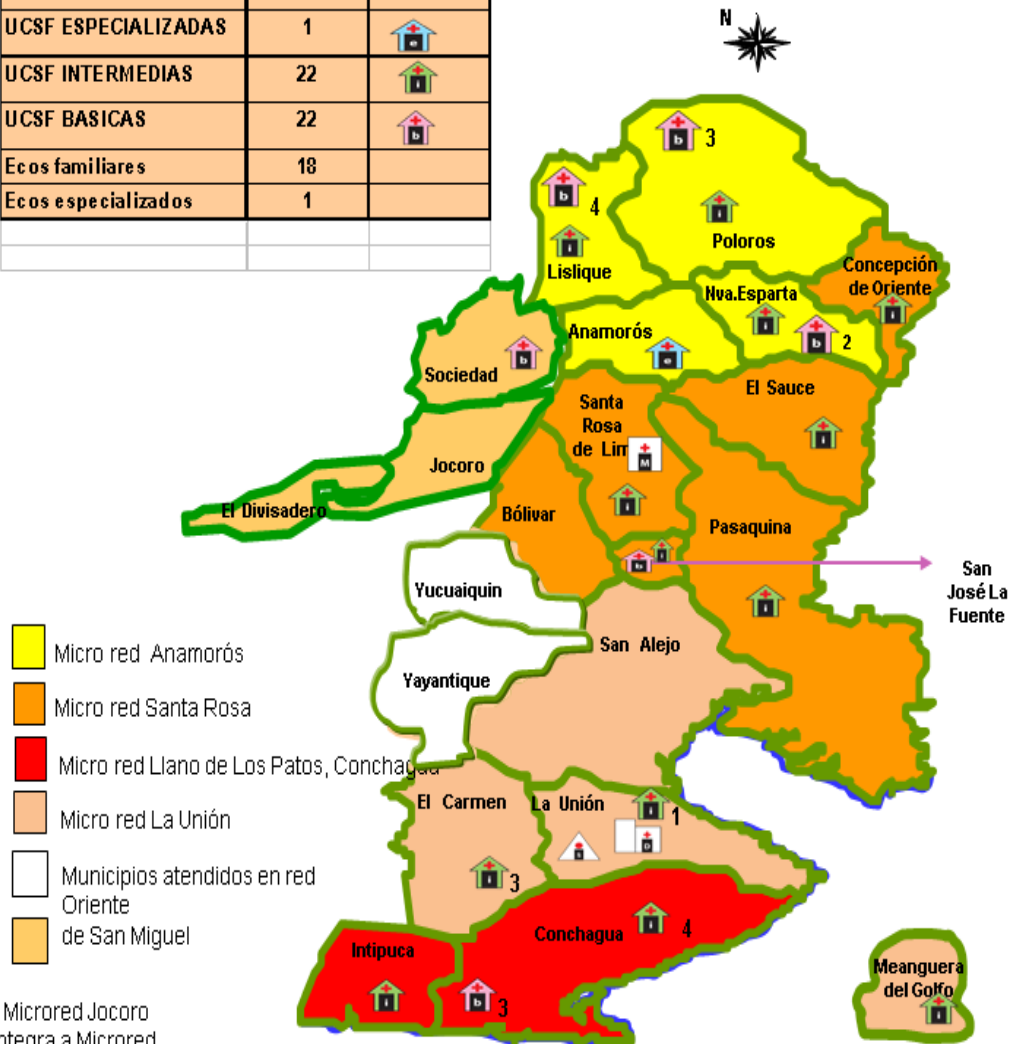 UCSF ESPECIALIZADAS 1 e
UCSF INTERMEDIAS 22 i
UCSF BASICAS 22 b
Ecos familiares 18
Ecos especializados 1
N
b 3
b 4
i
Poloros
i
Lislique
Concepción
de Oriente
i
Nva.Esparta
i
b 2
Anamorós
e
Sociedad
b
El Sauce
i
Santa
Rosa
de Lim
M
i
Jocoro
El Divisadero
Bólivar
Pasaquina
i
b i
San
José La
Fuente
Yucuaiquin
San Alejo
Yayantique
Micro red Anamorós
Micro red Santa Rosa
Micro red Llano de Los Patos, Conchagua
Micro red La Unión
Municipios atendidos en red
Oriente
de San Miguel
El Carmen
i 3
La Unión
i 1
D
Conchagua
i 4
Intipuca
i
b 3
Meanguera
del Golfo
i
Microred Jocoro
ntegra a Microred